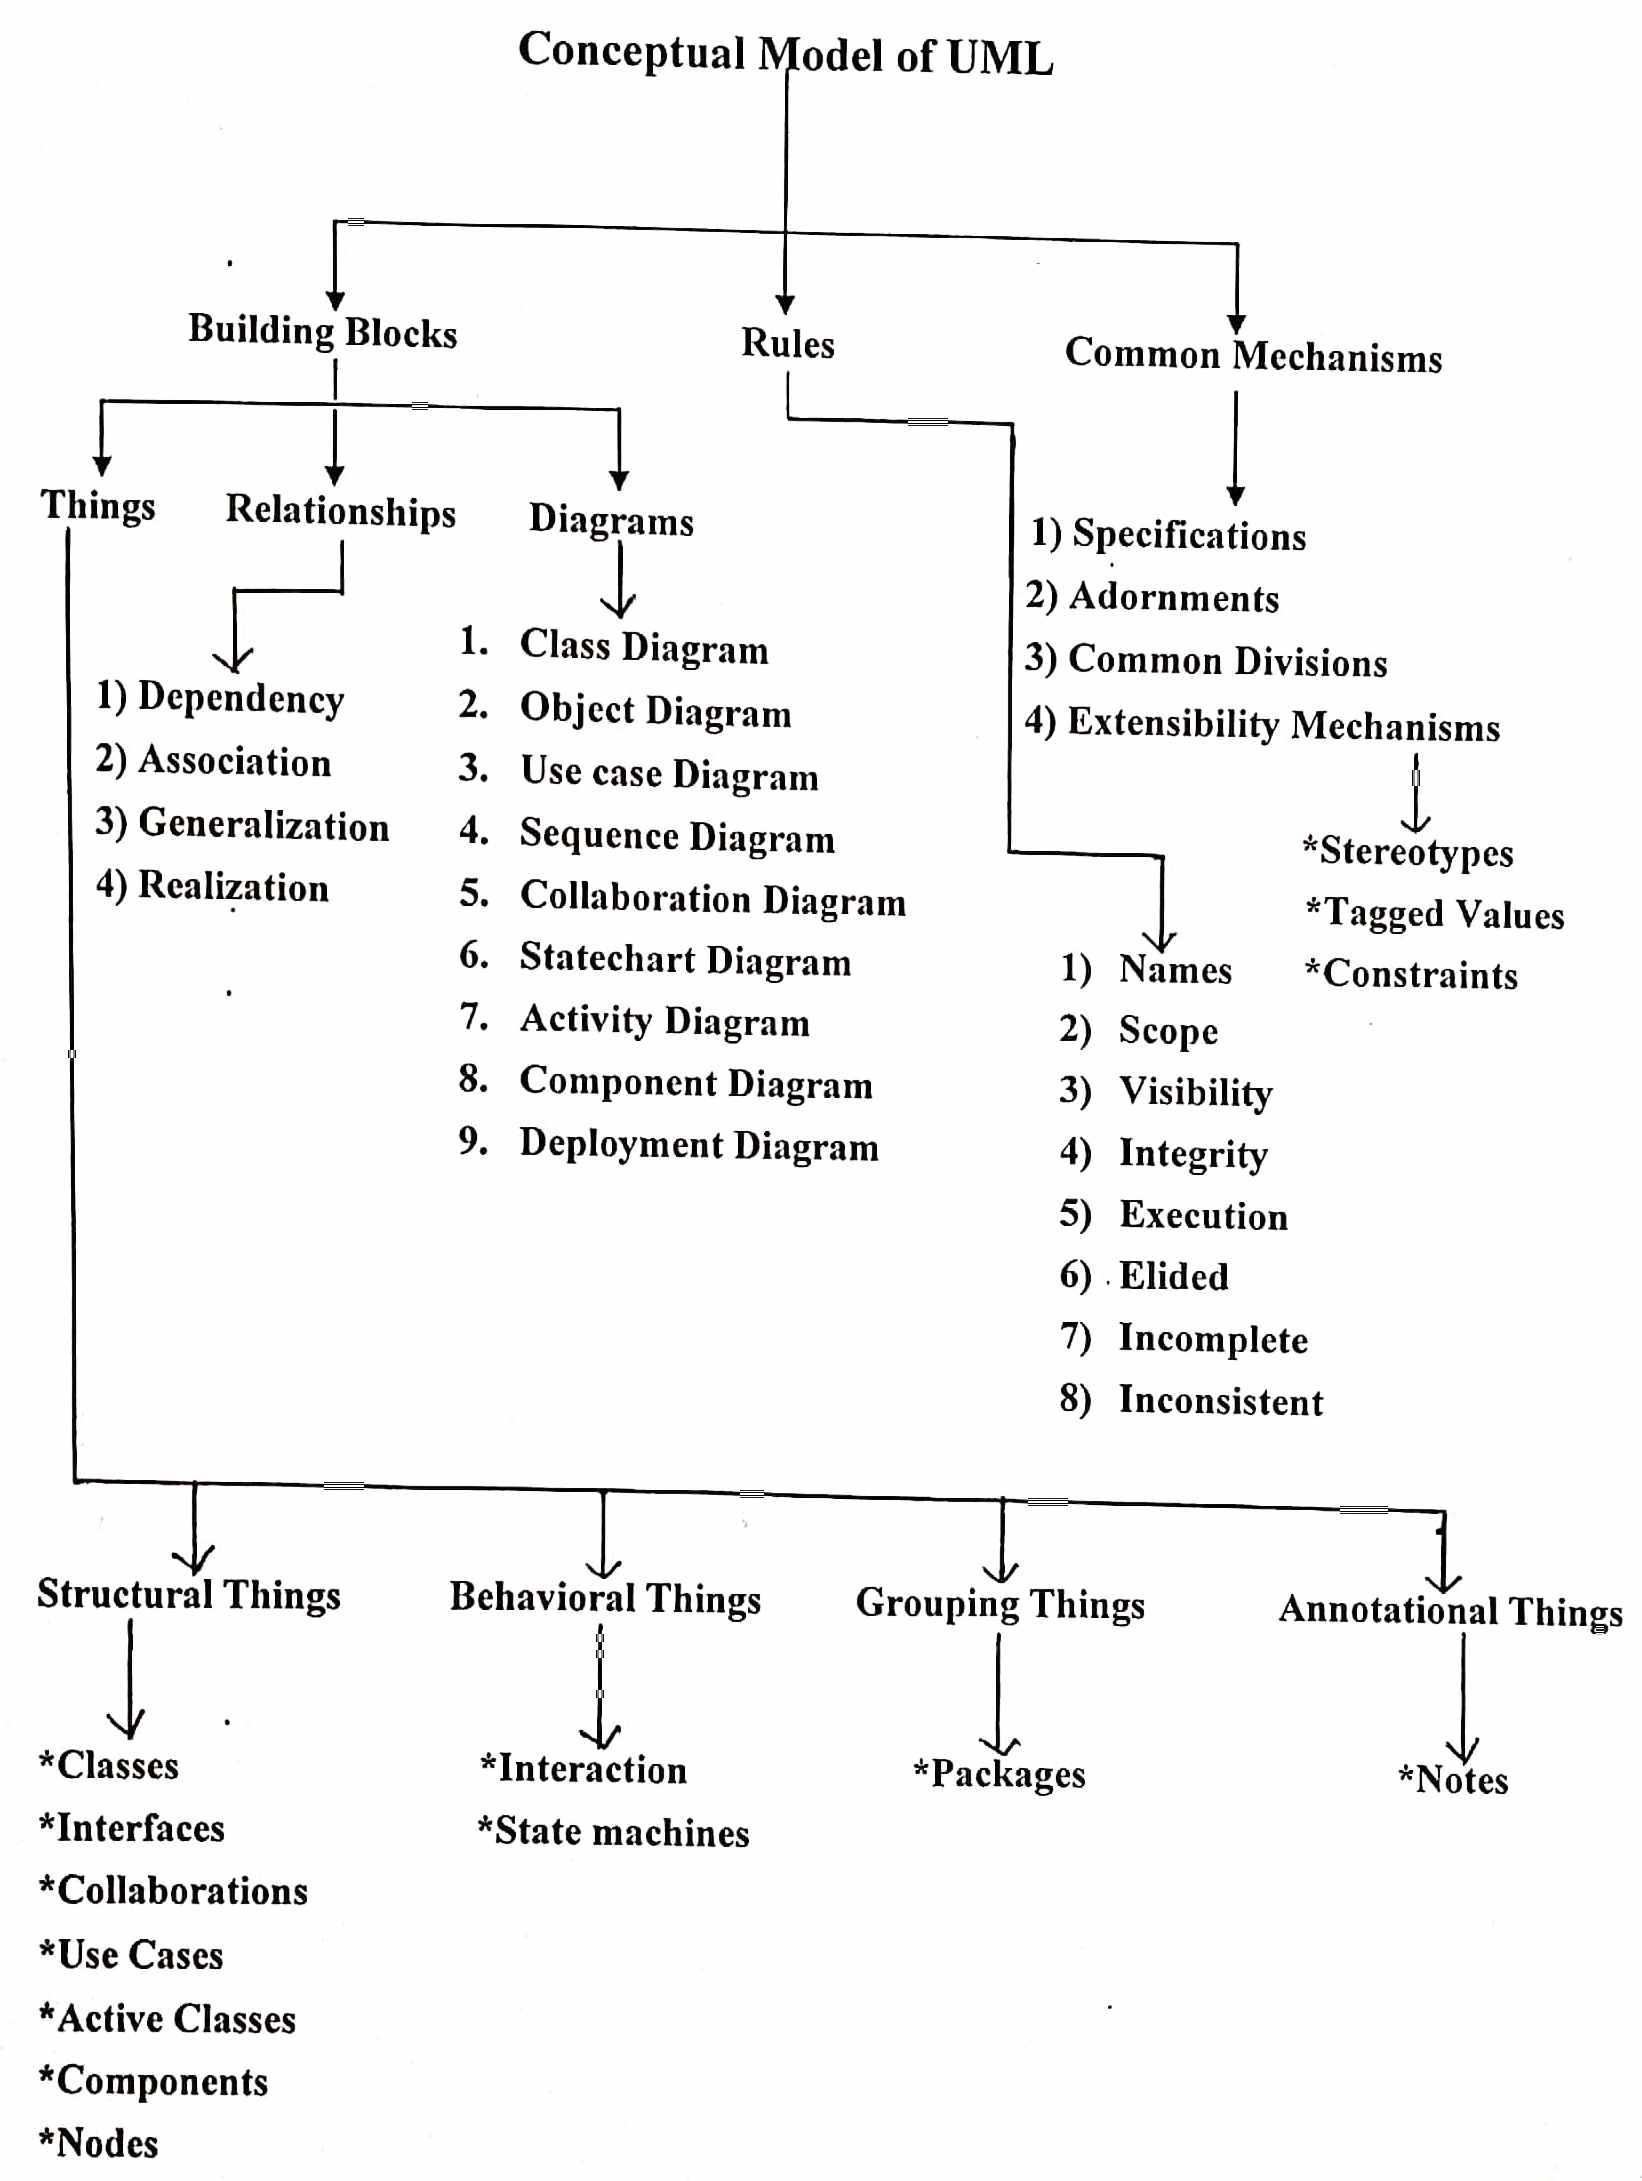 Conceptual Model of UML
Building Blocks
Rules
Common Mechanisms
Things
Relationships
Diagrams
1) Dependency
2) Association
3) Generalization
4) Realization
1. Class Diagram
2. Object Diagram
3. Use case Diagram
4. Sequence Diagram
5. Collaboration Diagram
6. Statechart Diagram
7. Activity Diagram
8. Component Diagram
9. Deployment Diagram
1) Specifications
2) Adornments
3) Common Divisions
4) Extensibility Mechanisms
*Stereotypes
*Tagged Values
*Constraints
1) Names
2) Scope
3) Visibility
4) Integrity
5) Execution
6) Elided
7) Incomplete
8) Inconsistent
Structural Things
Behavioral Things
Grouping Things
Annotational Things
*Classes
*Interfaces
*Collaborations
*Use Cases
*Active Classes
*Components
*Nodes
*Interaction
*State machines
*Packages
*Notes